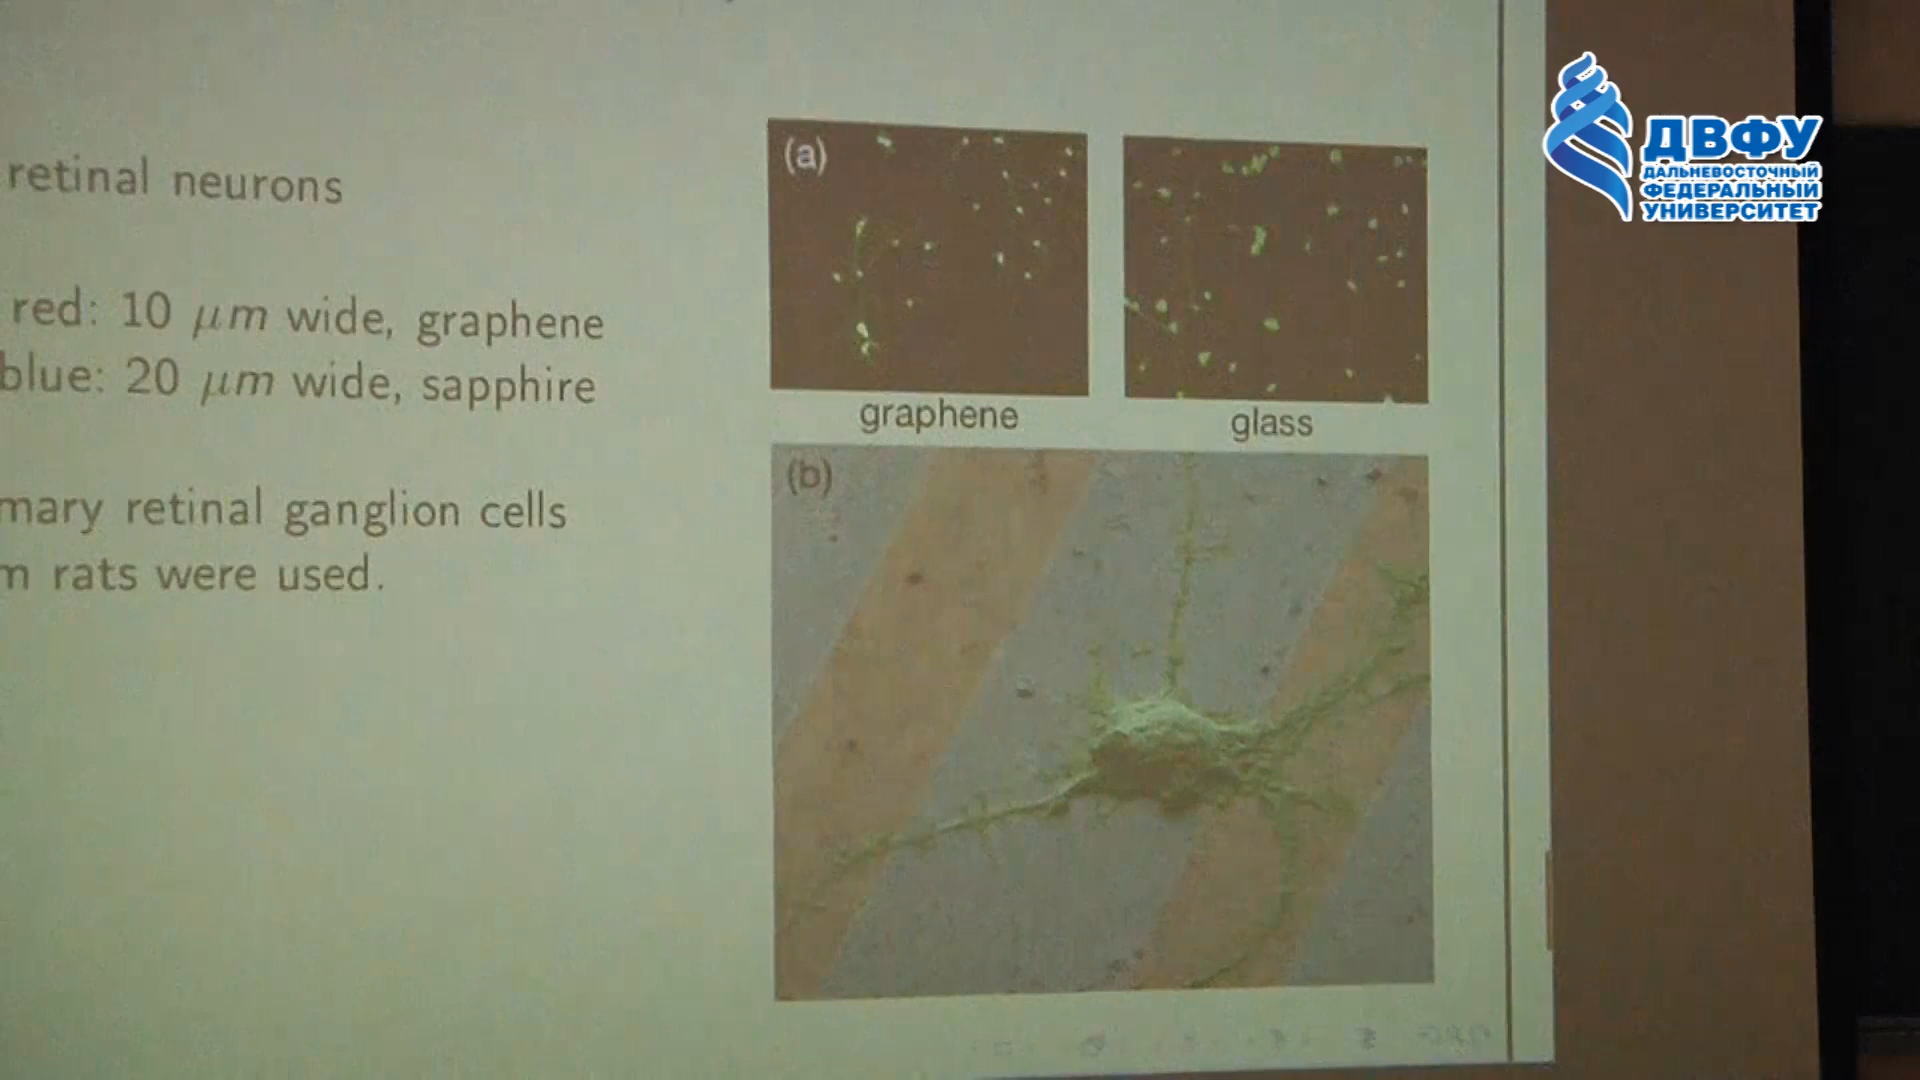 retinal neurons
red: 10 μm wide, graphene
blue: 20 μm wide, sapphire
mary retinal ganglion cells
m rats were used.
(a)
graphene
glass
(b)
ДВФУ
ДАЛЬНЕВОСТОЧНЫЙ
ФЕДЕРАЛЬНЫЙ
УНИВЕРСИТЕТ